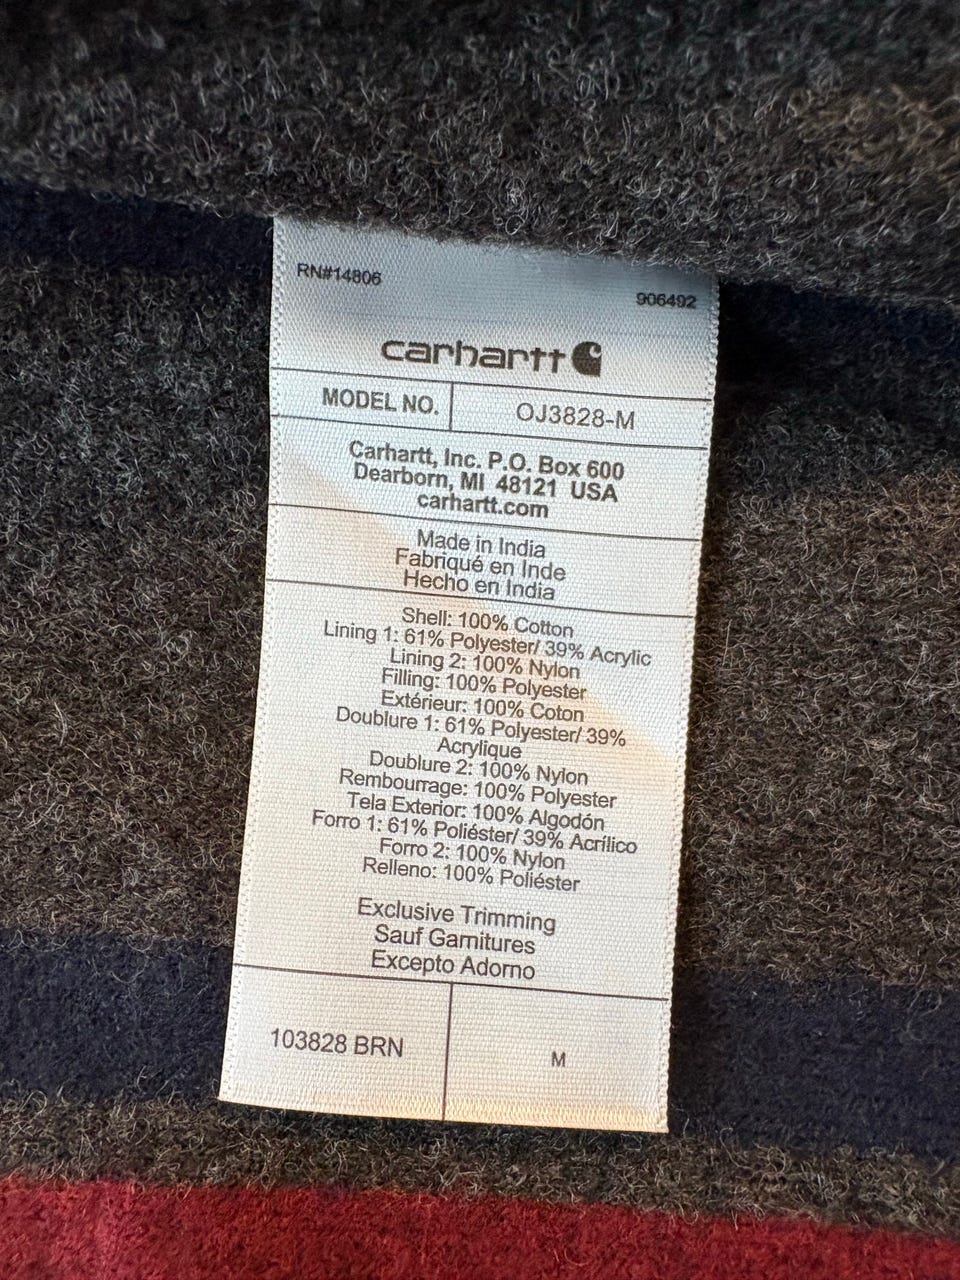 RN#14806
906492
carhartt
MODEL NO. OJ3828-M
Carhartt, Inc. P.O. Box 600
Dearborn, MI 48121 USA
carhartt.com
Made in India
Fabriqué en Inde
Hecho en India
Shell: 100% Cotton
Lining 1: 61% Polyester/ 39% Acrylic
Lining 2: 100% Nylon
Filling: 100% Polyester
Extérieur: 100% Coton
Doublure 1: 61% Polyester/ 39%
Acrylique
Doublure 2: 100% Nylon
Rembourrage: 100% Polyester
Tela Exterior: 100% Algodón
Forro 1: 61% Poliéster/ 39% Acrílico
Forro 2: 100% Nylon
Relleno: 100% Poliéster
Exclusive Trimming
Sauf Garnitures
Excepto Adorno
103828 BRN M